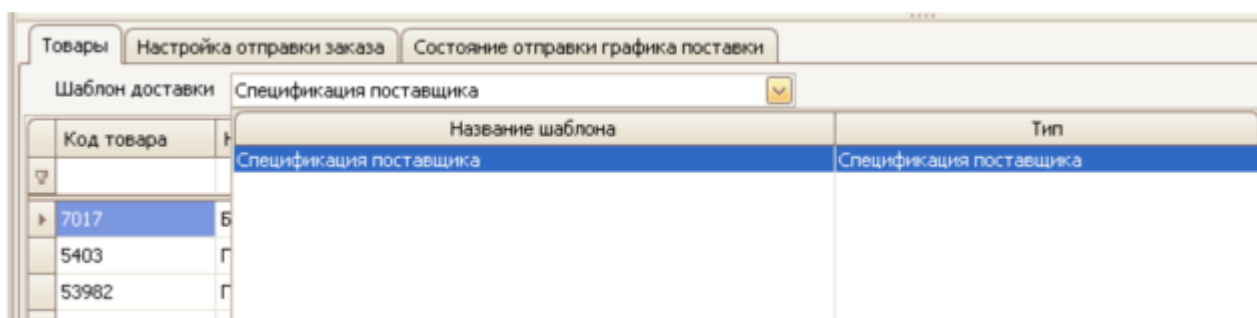 Товары Настройка отправки заказа Состояние отправки графика поставки
Шаблон доставки Спецификация поставщика
Код товара Название шаблона Тип
Спецификация поставщика Спецификация поставщика
7017
5403
53982